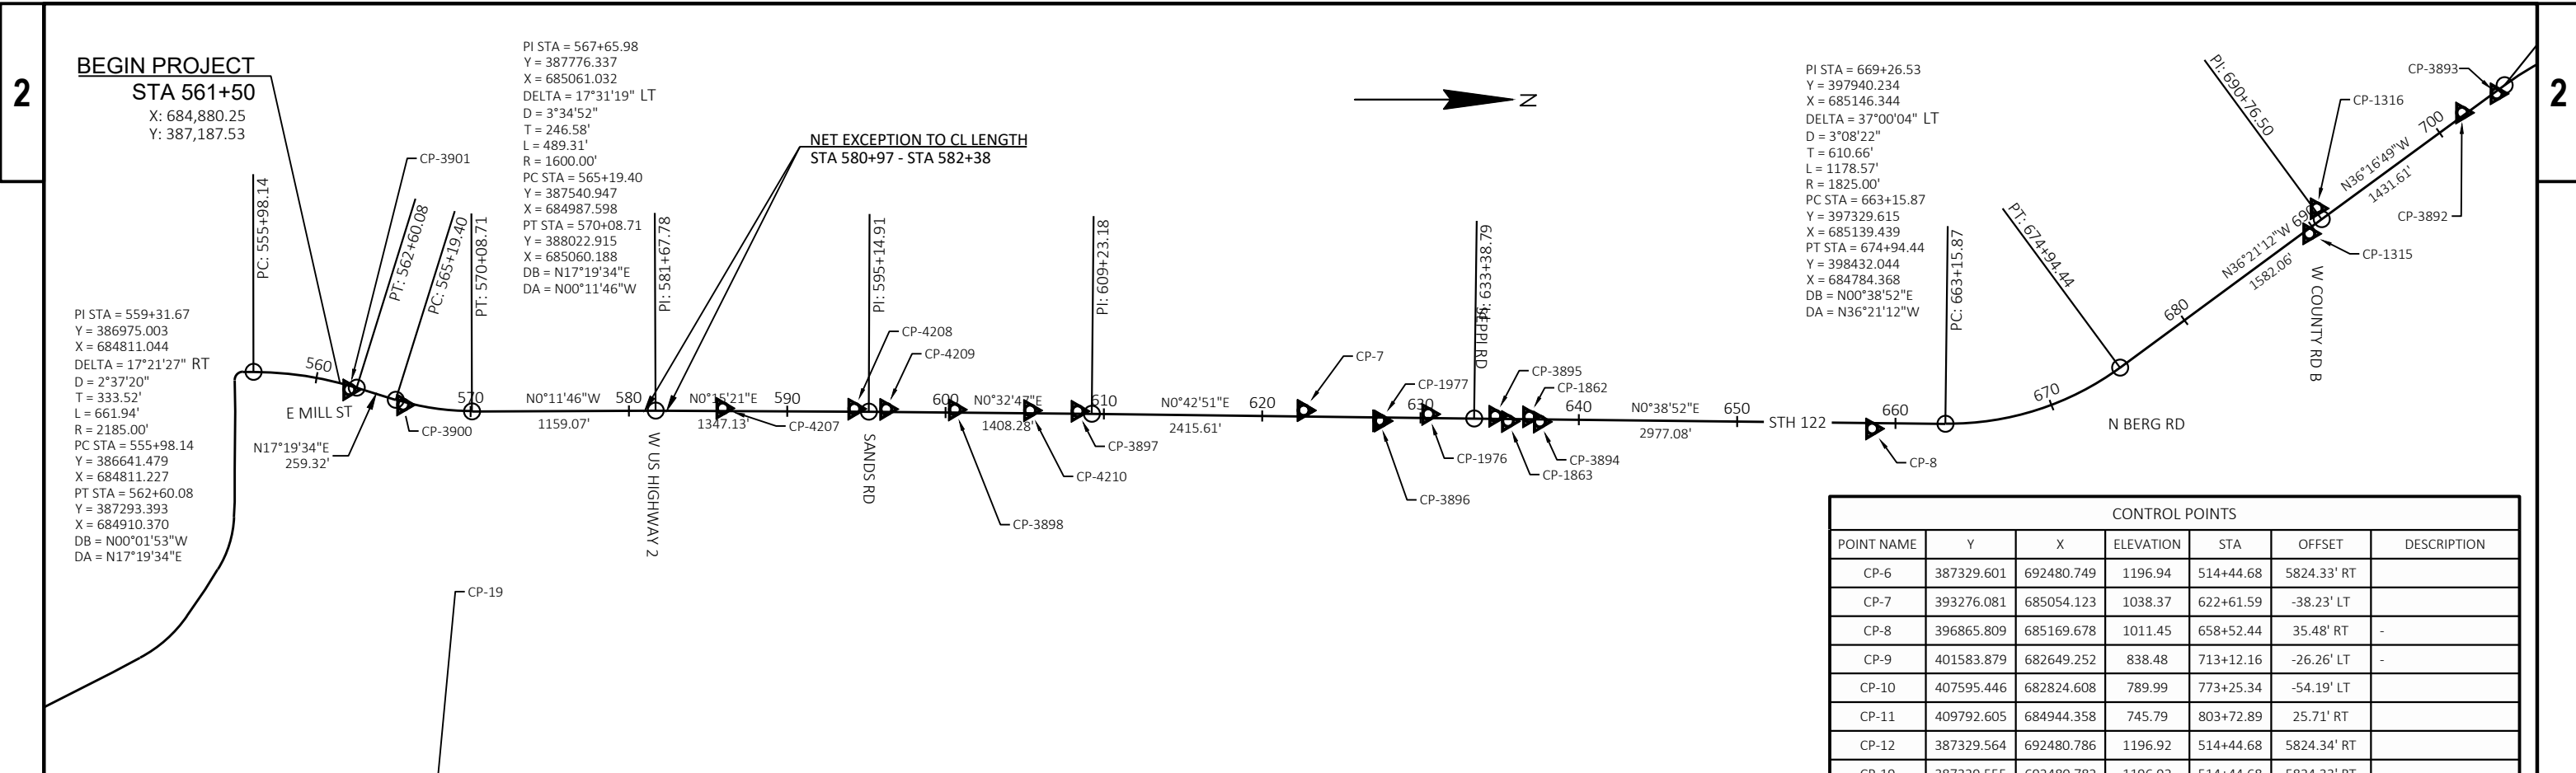 2
BEGIN PROJECT
STA 561+50
X: 684,880.25
Y: 387,187.53
PI STA = 559+31.67
Y = 386975.003
X = 684811.044
DELTA = 17°21'27" RT
D = 2°37'20"
T = 333.52'
L = 661.94'
R = 2185.00'
PC STA = 555+98.14
Y = 386641.479
X = 684811.227
PT STA = 562+60.08
Y = 387293.393
X = 684910.370
DB = N00°01'53"W
DA = N17°19'34"E
PI STA = 567+65.98
Y = 387776.337
X = 685061.032
DELTA = 17°31'19" LT
D = 3°34'52"
T = 246.58'
L = 489.31'
R = 1600.00'
PC STA = 565+19.40
Y = 387540.947
X = 684987.598
PT STA = 570+08.71
Y = 388022.915
X = 685060.188
DB = N17°19'34"E
DA = N00°11'46"W
NET EXCEPTION TO CL LENGTH
STA 580+97 - STA 582+38
N
PI STA = 669+26.53
Y = 397940.234
X = 685146.344
DELTA = 37°00'04" LT
D = 3°08'22"
T = 610.66'
L = 1178.57'
R = 1825.00'
PC STA = 663+15.87
Y = 397329.615
X = 685139.439
PT STA = 674+94.44
Y = 398432.044
X = 684784.368
DB = N00°38'52"E
DA = N36°21'12"W
2
PC: 555+98.14
CP-3901
PT: 562+60.08
PC: 565+19.40
PT: 570+08.71
PI: 581+67.78
PI: 595+14.91
PI: 609+23.18
PI: 633+38.79
PC: 663+15.87
PT: 674+94.44
PI: 690+76.50
560
E MILL ST
N17°19'34"E
259.32'
CP-3900
570
N0°11'46"W
1159.07'
580
W US HIGHWAY 2
N0°15'21"E
1347.13'
590
CP-4207
CP-4208
CP-4209
SANDS RD
600
N0°32'47"E
1408.28'
CP-3898
CP-4210
CP-3897
610
N0°42'51"E
2415.61'
620
CP-7
CP-1977
630
CP-1976
CP-3896
SEPPI RD
CP-3895
CP-1862
CP-3894
CP-1863
640
N0°38'52"E
2977.08'
650
STH 122
660
CP-8
670
N BERG RD
680
N36°21'12"W
1582.06'
690
W COUNTY RD B
CP-1315
CP-1316
N36°16'49"W
1431.61'
700
CP-3892
CP-3893
CP-19
CONTROL POINTS
POINT NAME Y X ELEVATION STA OFFSET DESCRIPTION
CP-6 387329.601 692480.749 1196.94 514+44.68 5824.33' RT
CP-7 393276.081 685054.123 1038.37 622+61.59 -38.23' LT
CP-8 396865.809 685169.678 1011.45 658+52.44 35.48' RT -
CP-9 401583.879 682649.252 838.48 713+12.16 -26.26' LT -
CP-10 407595.446 682824.608 789.99 773+25.34 -54.19' LT
CP-11 409792.605 684944.358 745.79 803+72.89 25.71' RT
CP-12 387329.564 692480.786 1196.92 514+44.68 5824.34' RT